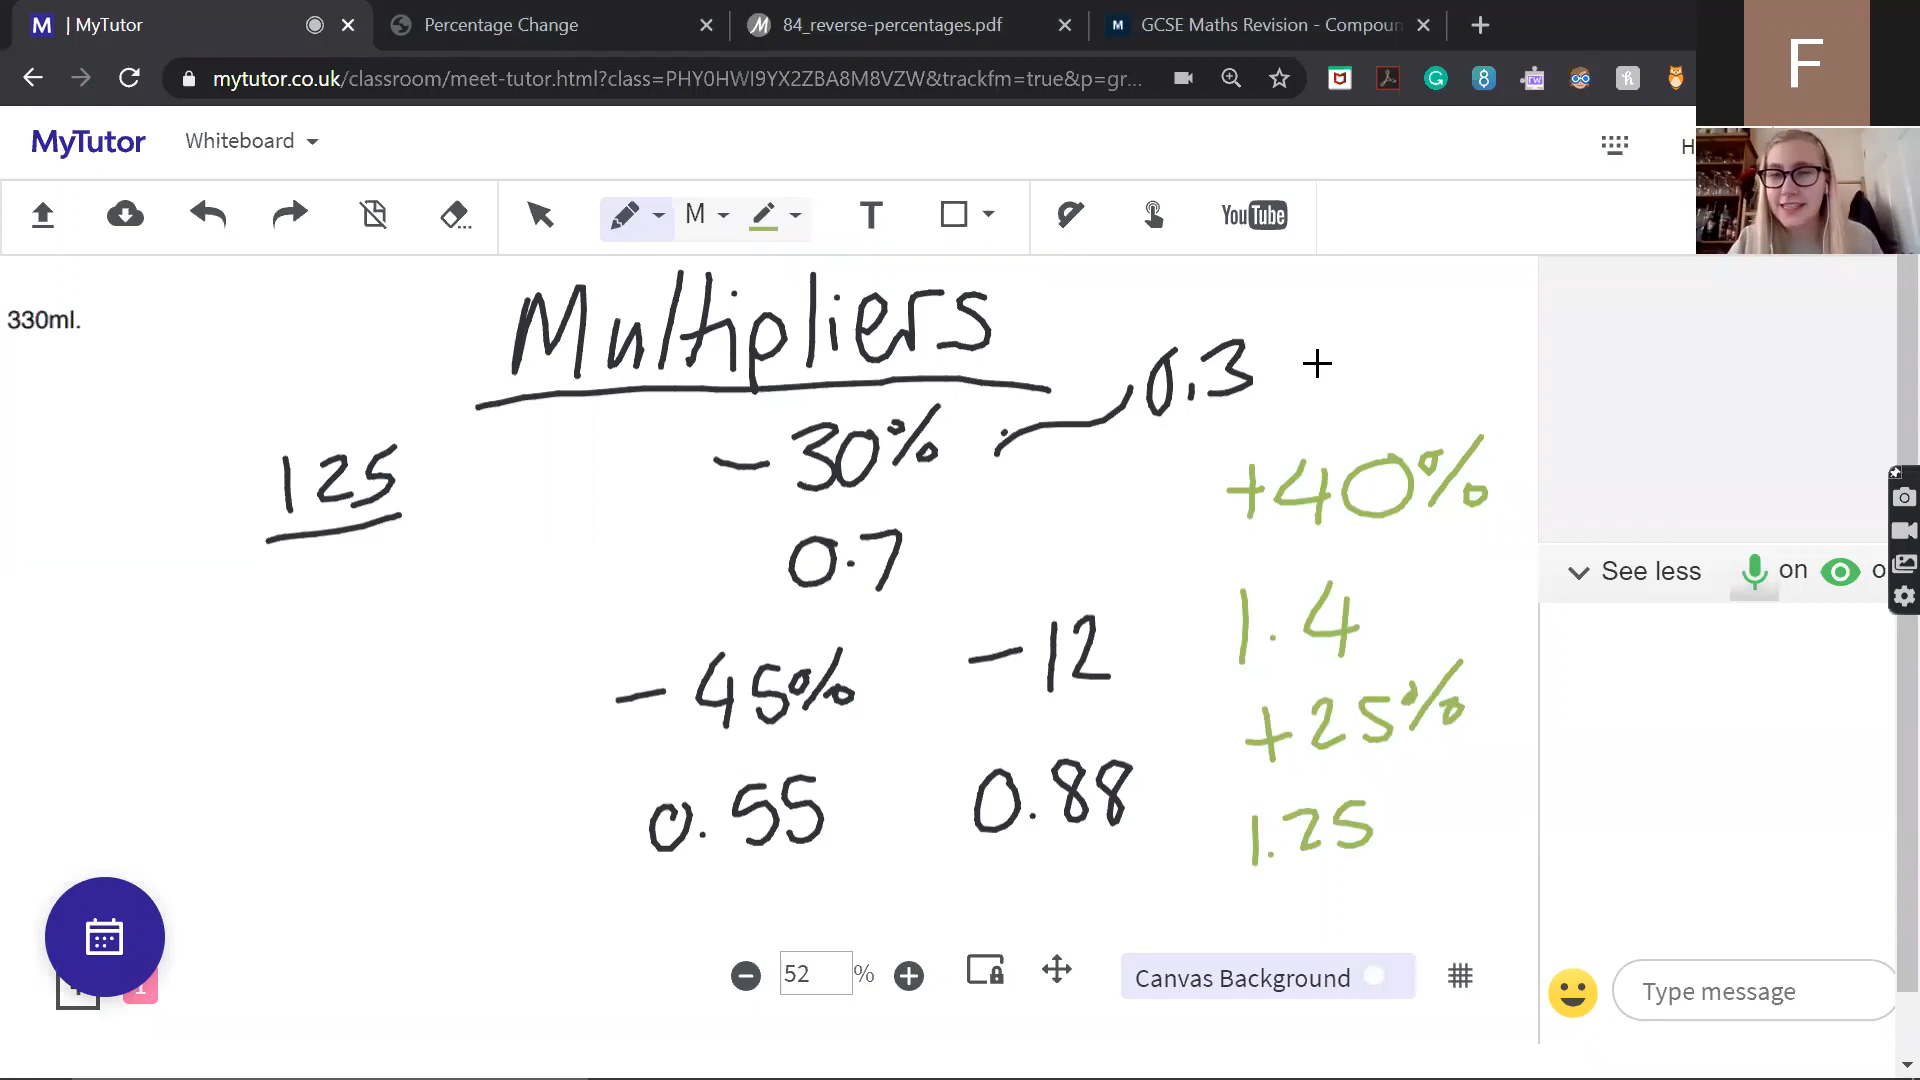 | MyTutor
Percentage Change
84_reverse-percentages.pdf
GCSE Maths Revision - Compoun
mytutor.co.uk/classroom/meet-tutor.html?class=PHY0HWI9YX2ZBA8M8VZW&trackfm=true&p=gr...
F
MyTutor
Whiteboard
H
M
T
YouTube
330ml.
Multipliers
0.3
- 30%
+40%
125
0.7
1.4
- 45%
- 12
+25%
0.55
0.88
1.25
See less
on
o
52 %
Canvas Background
Type message
1